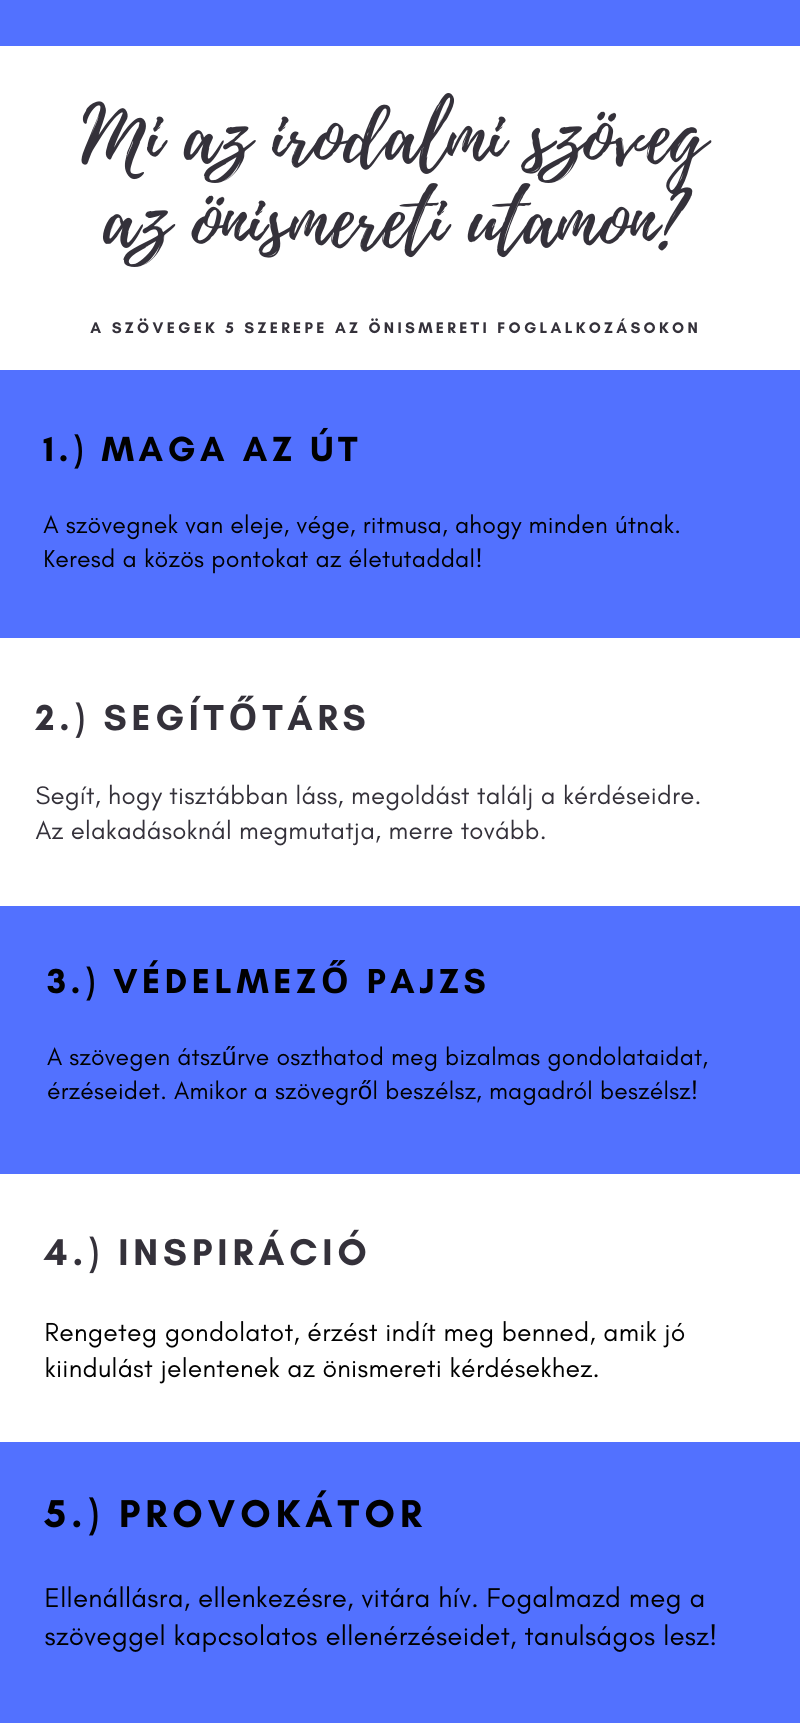 Mi az irodalmi szöveg
az önismereti utamon?
A SZÖVEGEK 5 SZEREPE AZ ÖNISMERETI FOGLALKOZÁSOKON
1.) MAGA AZ ÚT
A szövegnek van eleje, vége, ritmusa, ahogy minden útnak.
Keresd a közös pontokat az életutaddal!
2.) SEGÍTŐTÁRS
Segít, hogy tisztábban láss, megoldást találj a kérdéseidre.
Az elakadásoknál megmutatja, merre tovább.
3.) VÉDELMEZŐ PAJZS
A szövegen átszűrve oszthatod meg bizalmas gondolataidat,
érzéseidet. Amikor a szövegről beszélsz, magadról beszélsz!
4.) INSPIRÁCIÓ
Rengeteg gondolatot, érzést indít meg benned, amik jó
kiindulást jelentenek az önismereti kérdésekhez.
5.) PROVOKÁTOR
Ellenállásra, ellenkezésre, vitára hív. Fogalmazd meg a
szöveggel kapcsolatos ellenérzéseidet, tanulságos lesz!